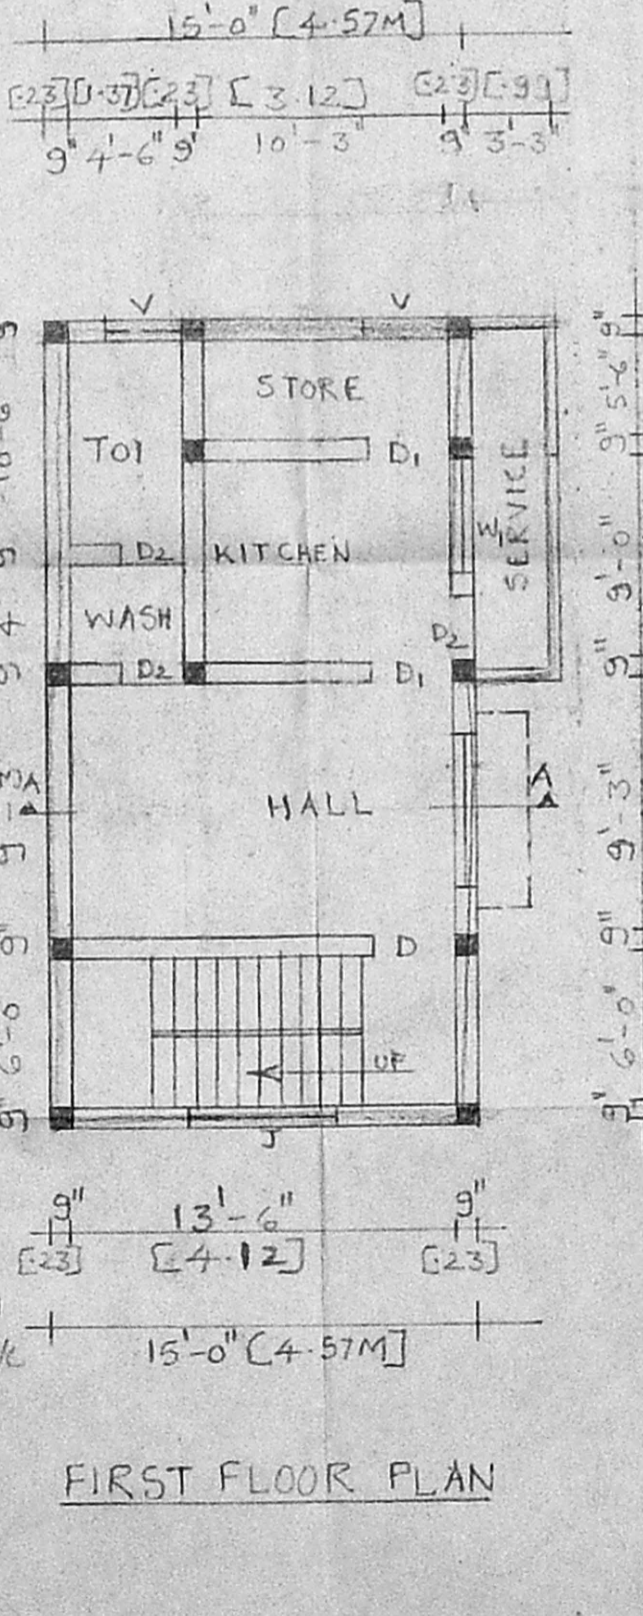 15'-0" [4.57M]
[.23] [1.37] [.23] [3.12] [.23] [.99]
9" 4'-6" 9' 10'-3" 9" 3'-3"
V V
STORE
TOI D1
D2 KITCHEN W1 SERVICE
WASH
D2
D2 D1
HALL
A A
D
UP
J
9" 5'-6" 9" 9'-0" 9" 9'-3" 9" 6'-0" 9"
9" 13'-6" 9"
[.23] [4.12] [.23]
15'-0" [4.57M]
FIRST FLOOR PLAN